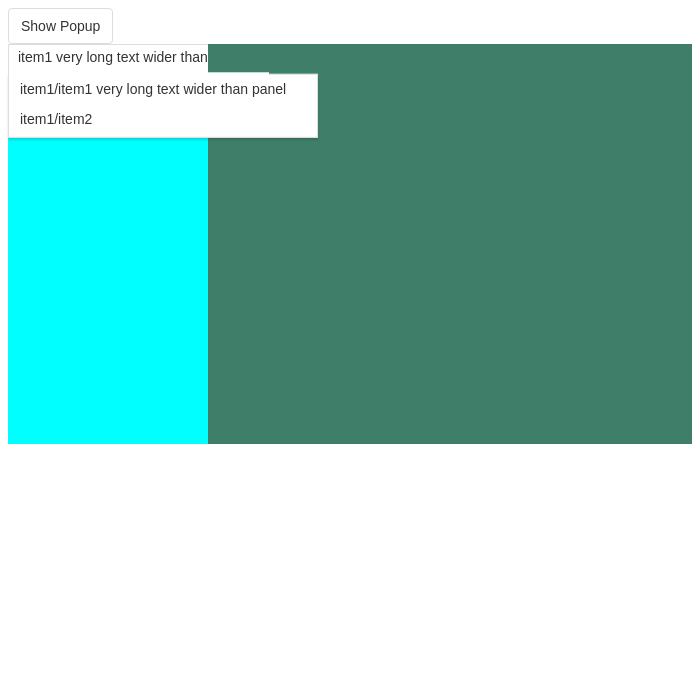 Show Popup
item1 very long text wider than
item1/item1 very long text wider than panel
item1/item2